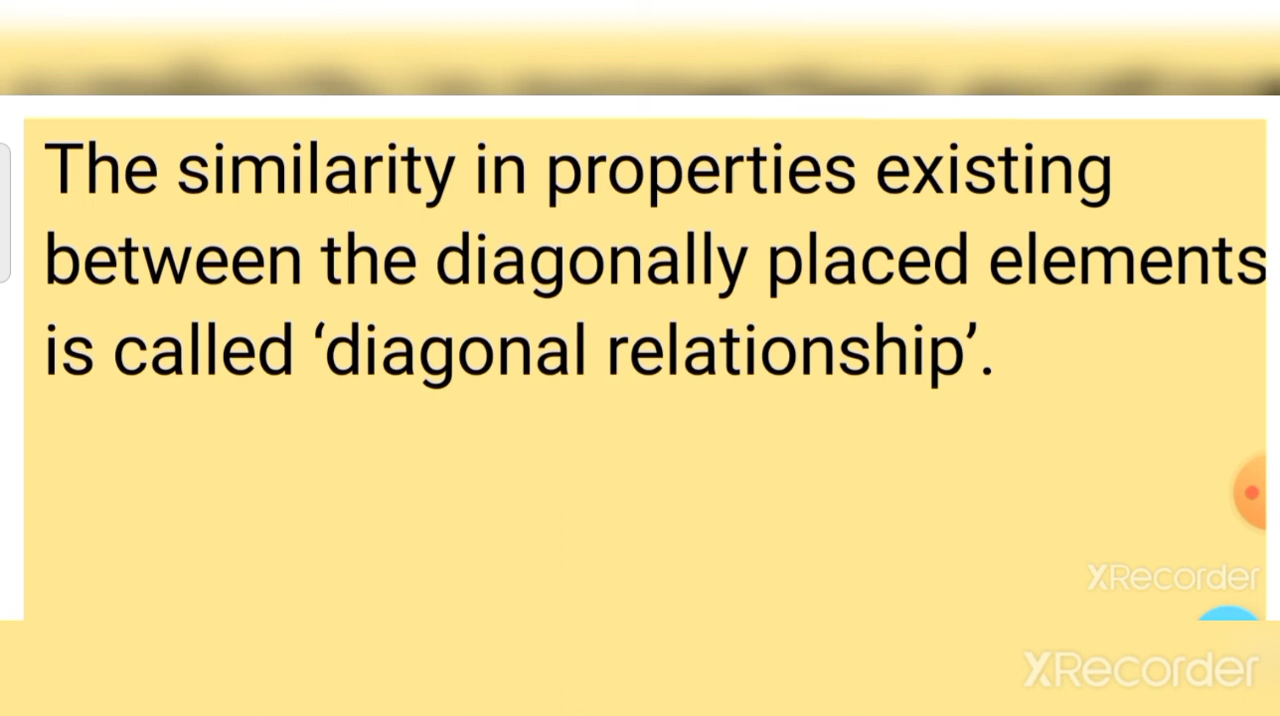 The similarity in properties existing
between the diagonally placed elements
is called ‘diagonal relationship’.
XRecorder
XRecorder